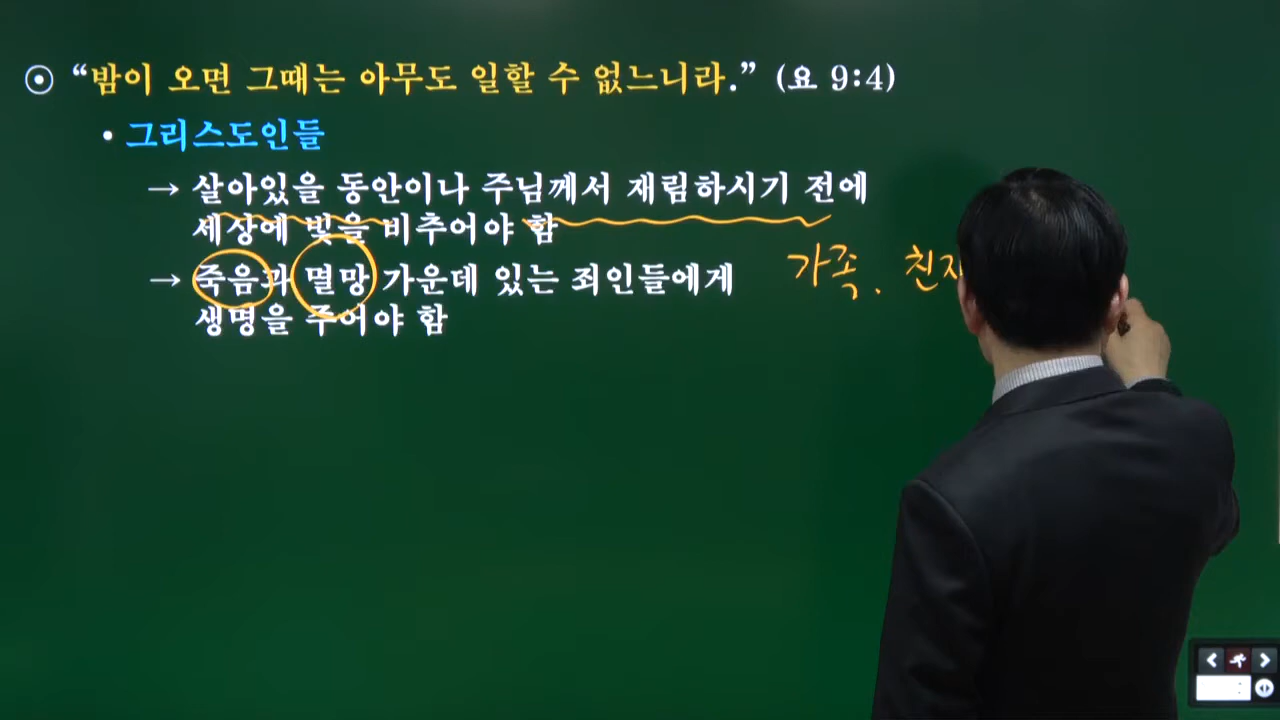 ⊙ “밤이 오면 그때는 아무도 일할 수 없느니라.” (요 9:4)
• 그리스도인들
→ 살아있을 동안이나 주님께서 재림하시기 전에
세상에 빛을 비추어야 함
→ 죽음과 멸망 가운데 있는 죄인들에게
생명을 주어야 함
가족. 친